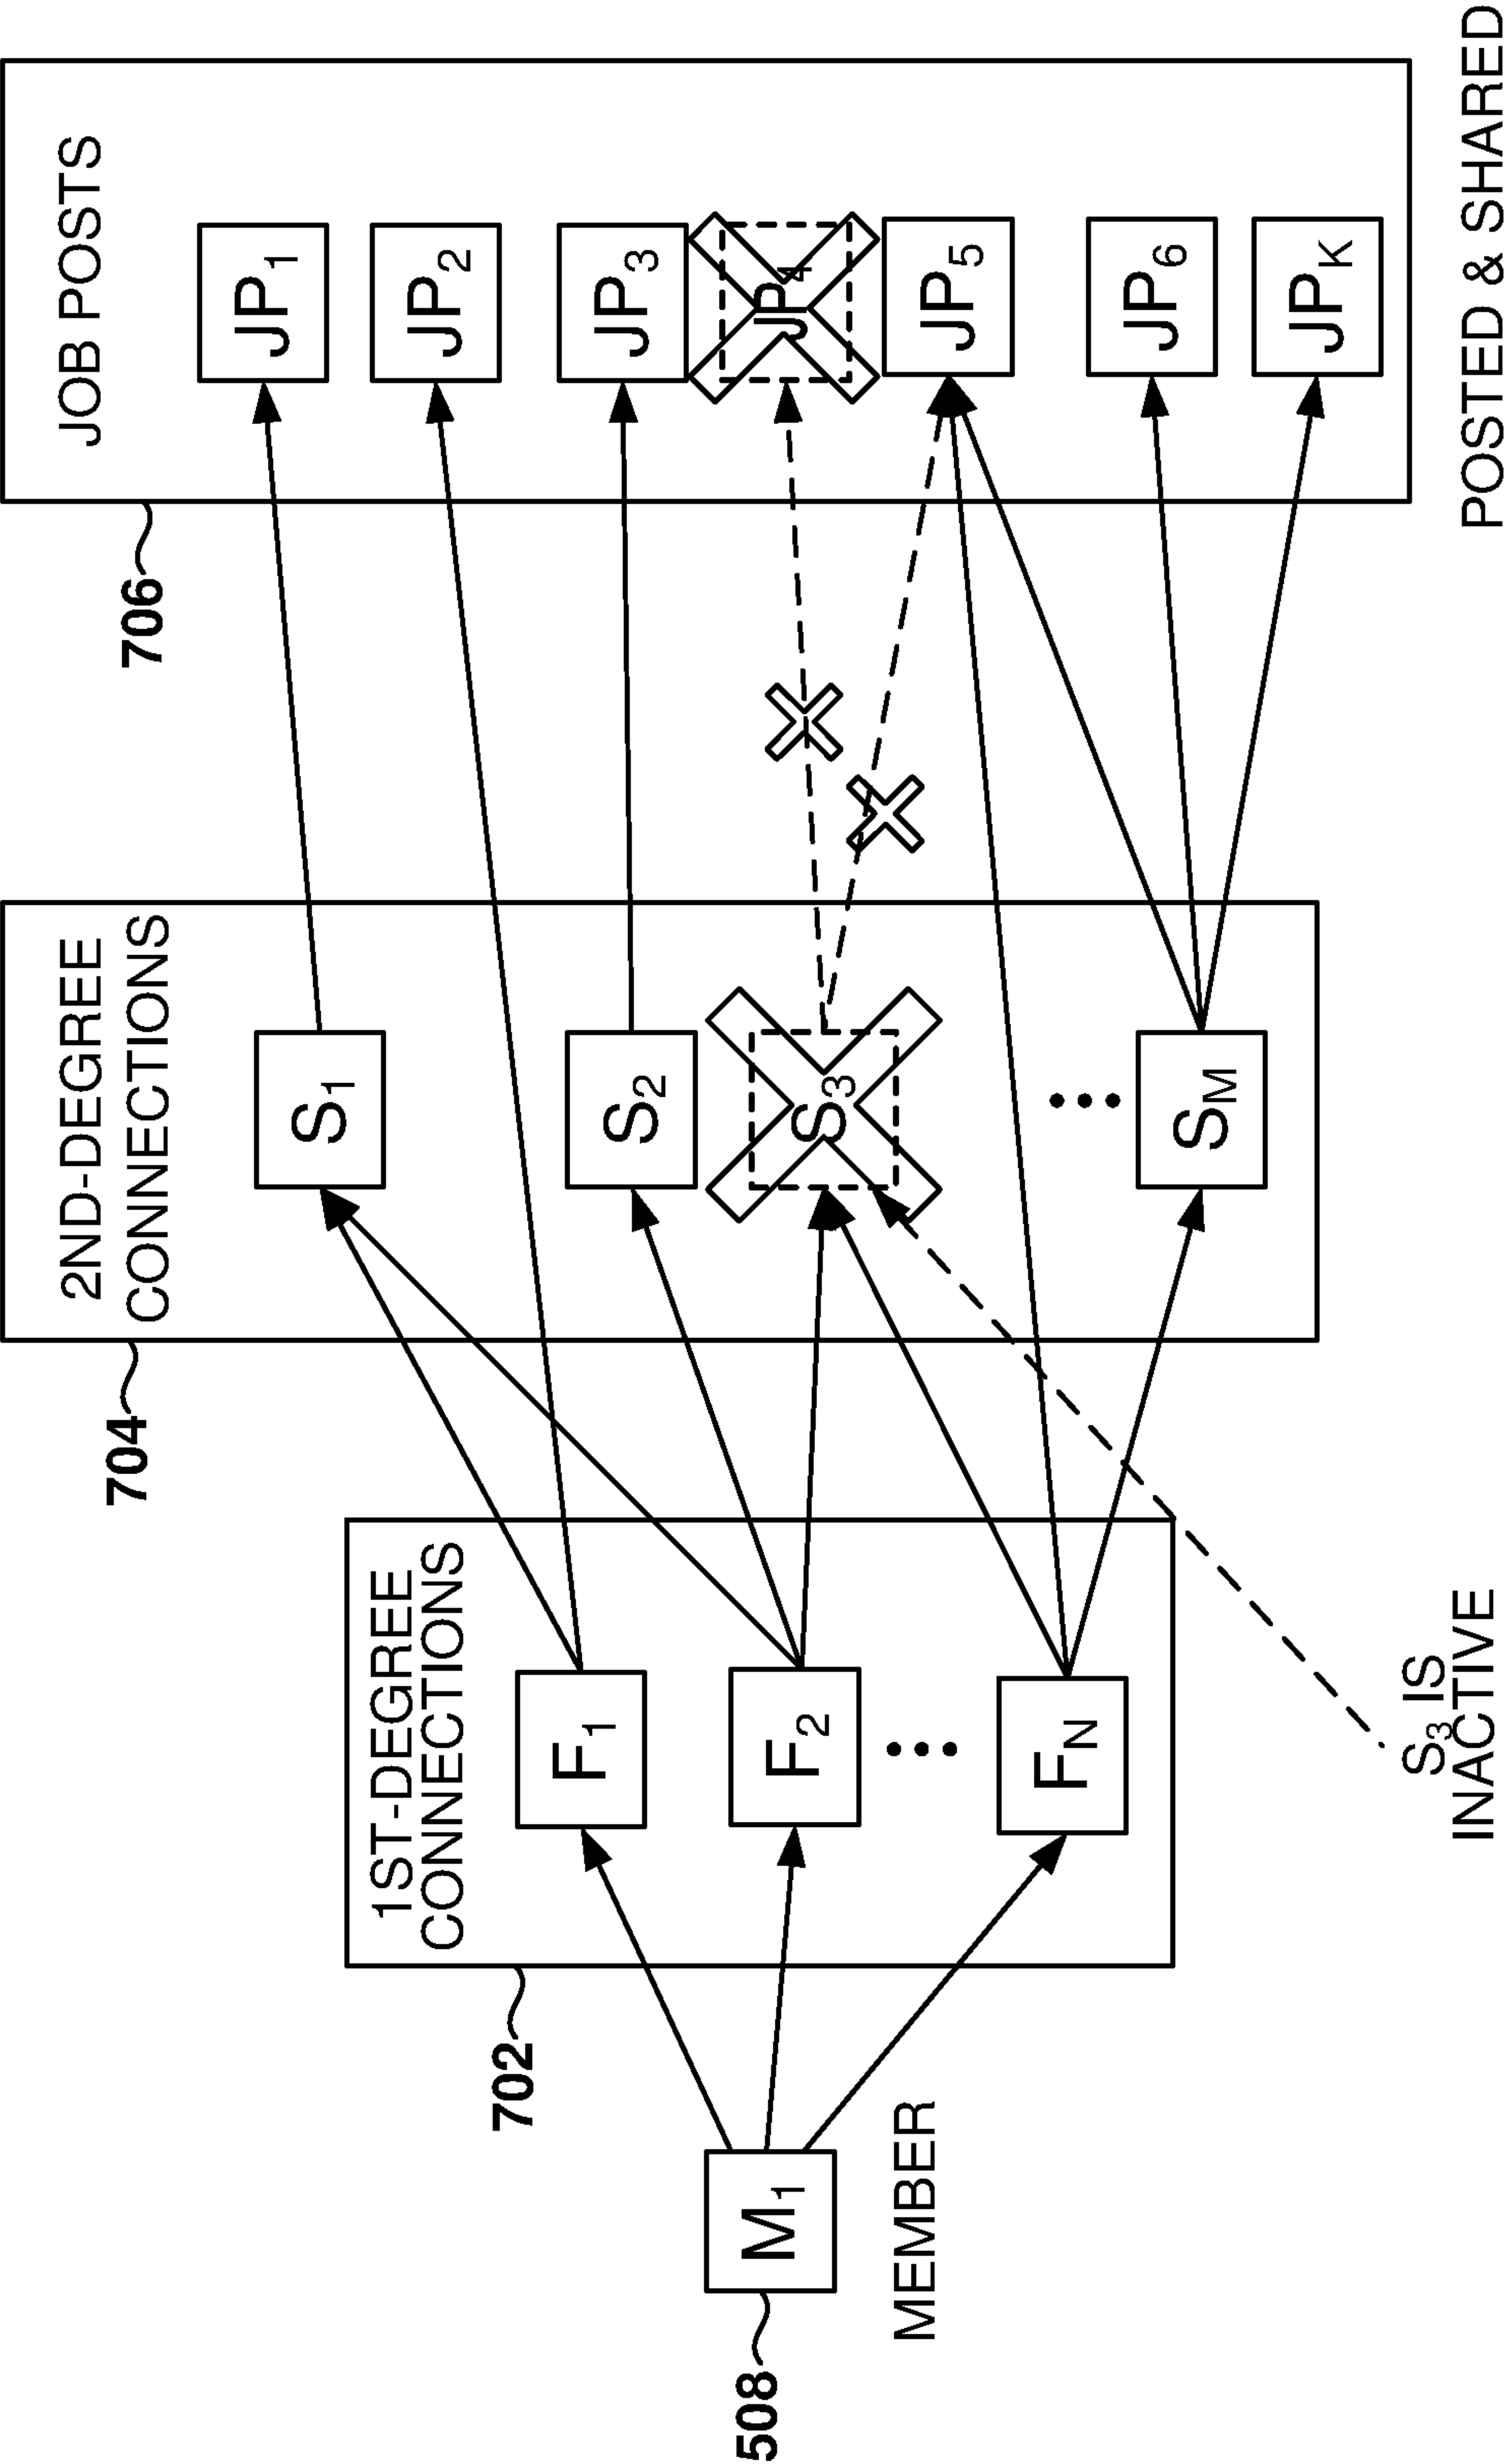 508
M1
MEMBER
702
1ST-DEGREE
CONNECTIONS
F1
F2
FN
704
2ND-DEGREE
CONNECTIONS
S1
S2
S3
SM
S3 IS
INACTIVE
706
JOB POSTS
JP1
JP2
JP3
JP4
JP5
JP6
JPK
POSTED & SHARED